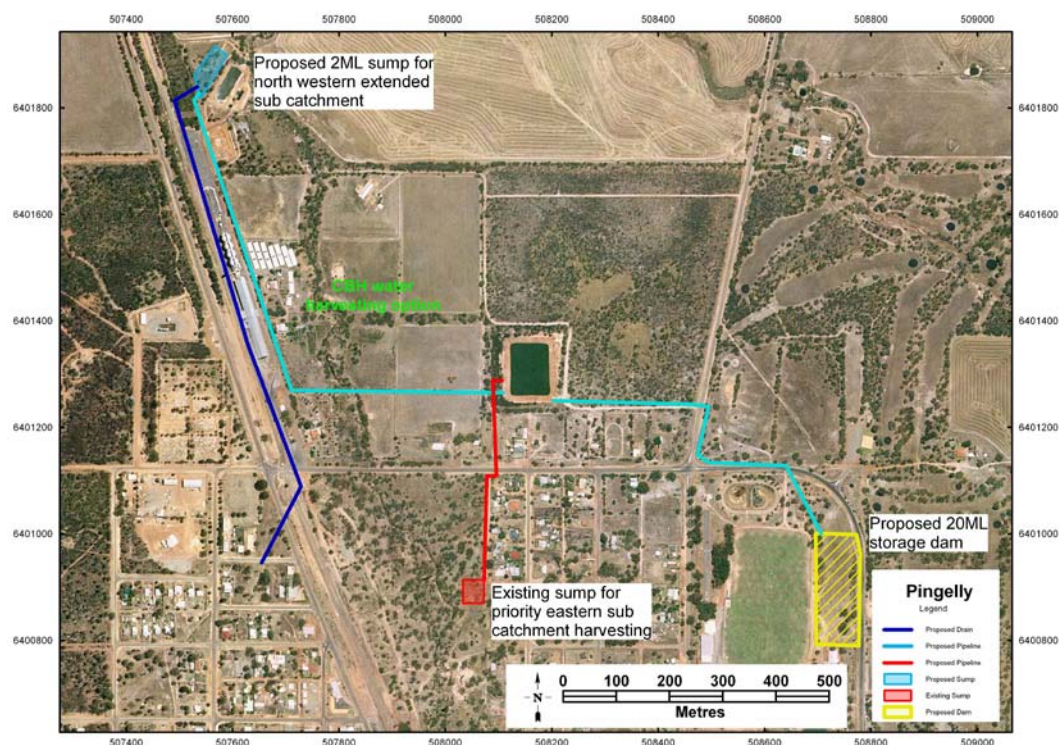 507400 507600 507800 508000 508200 508400 508600 508800 509000
Proposed 2ML sump for
north western extended
sub catchment
6401800 6401800
6401600 6401600
CBH water
harvesting option
6401400 6401400
6401200 6401200
6401000 6401000
Proposed 20ML
storage dam
Existing sump for
priority eastern sub
catchment harvesting
6400800 6400800
Pingelly
Legend
Proposed Drain
Proposed Pipeline
Proposed Pipeline
Proposed Sump
Existing Sump
Proposed Dam
N
0 100 200 300 400 500
Metres
507400 507600 507800 508000 508200 508400 508600 508800 509000